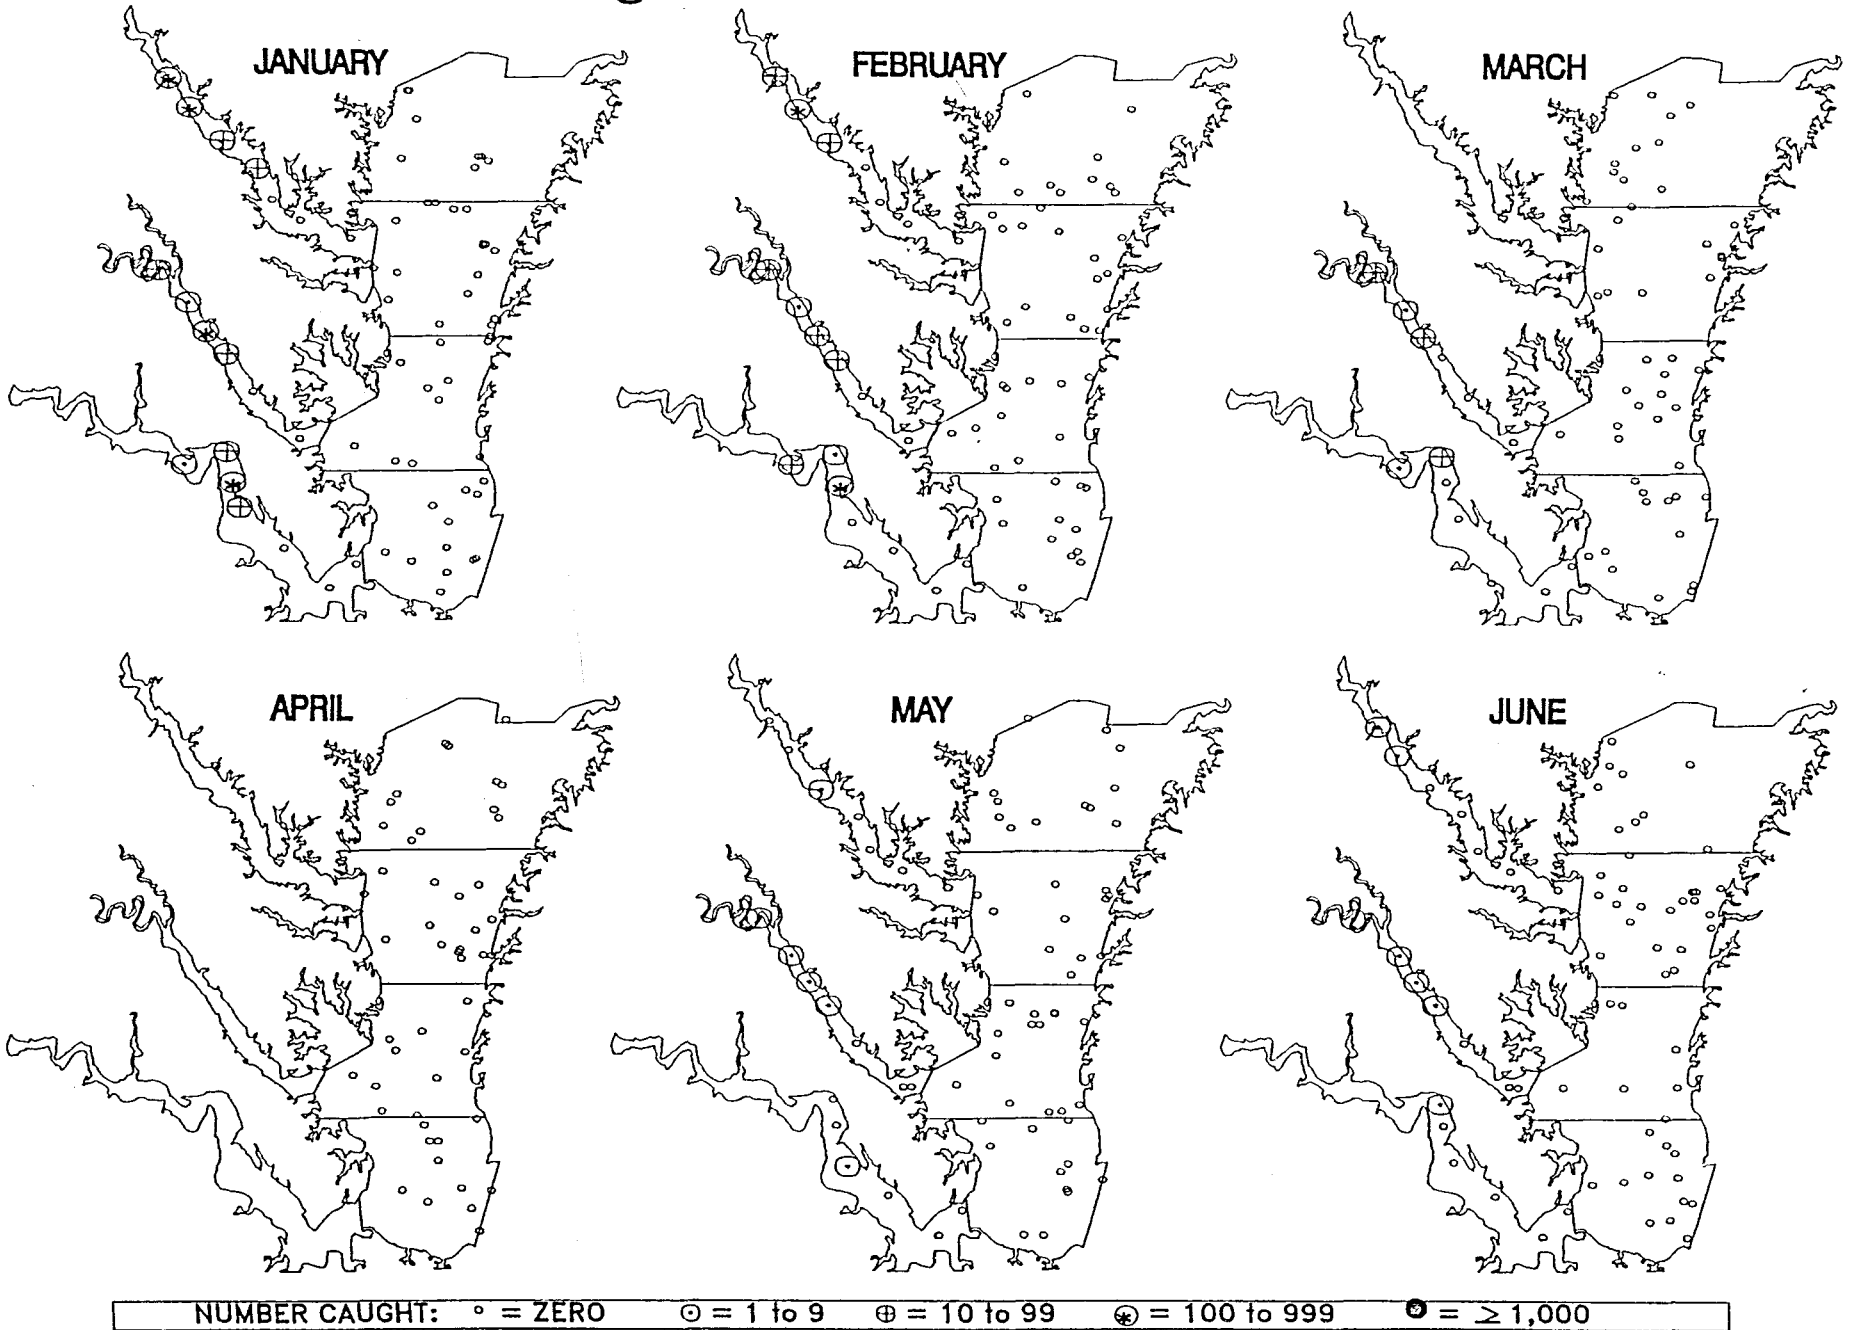 JANUARY
FEBRUARY
MARCH
APRIL
MAY
JUNE
NUMBER CAUGHT: = ZERO = 1 to 9 = 10 to 99 = 100 to 999 = ≥ 1,000